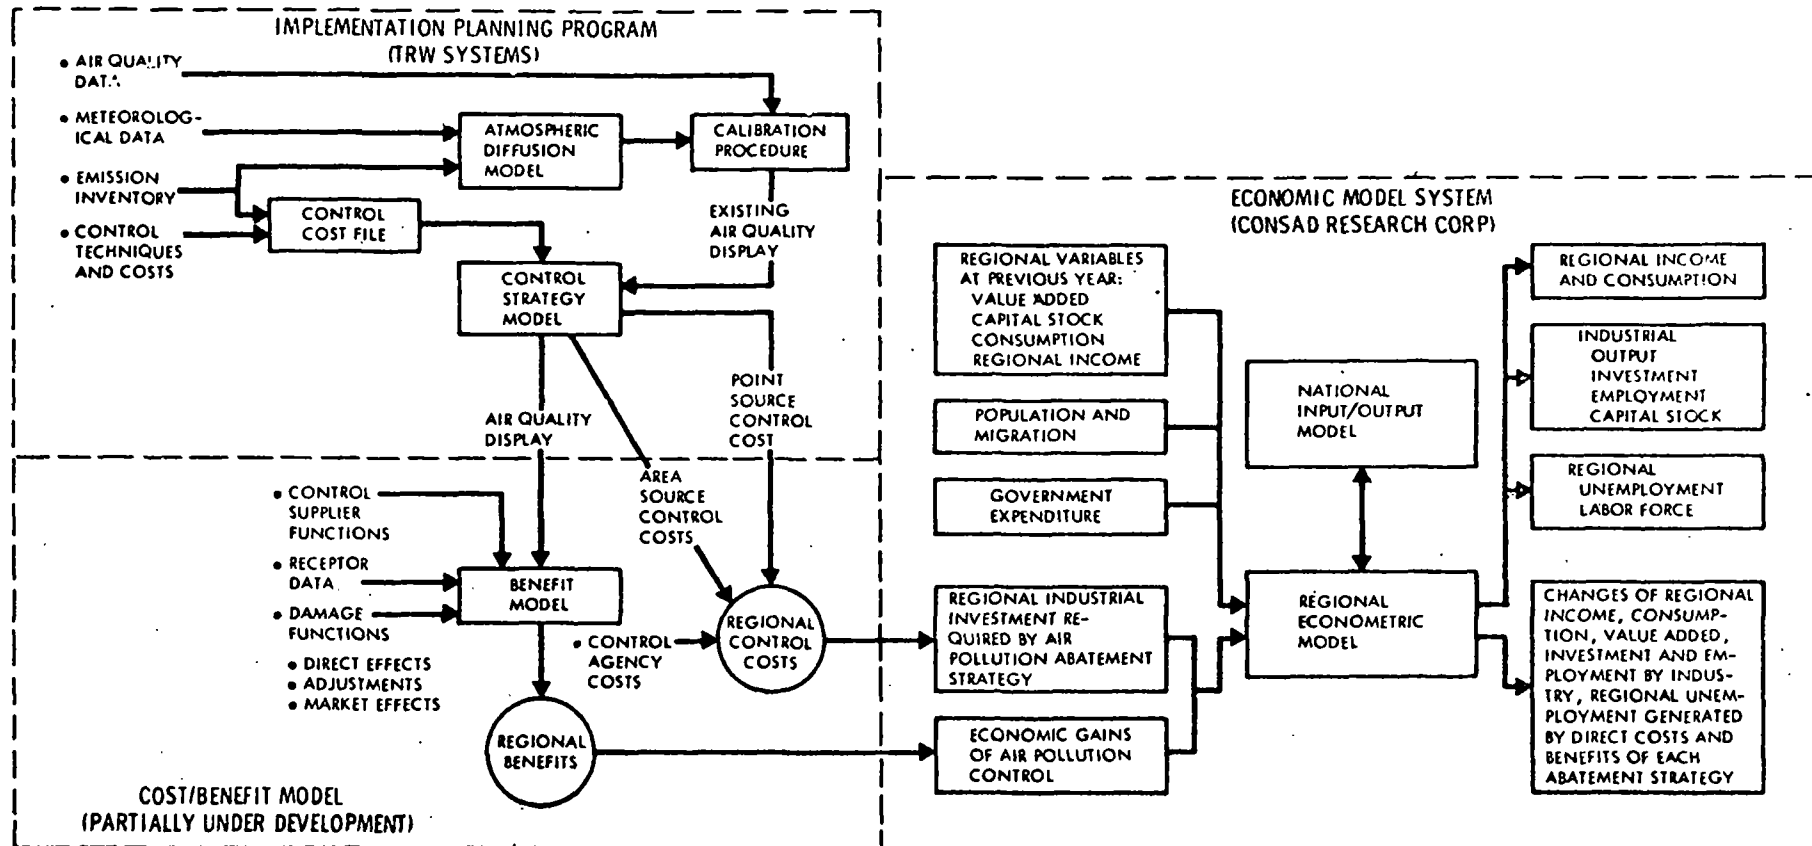 IMPLEMENTATION PLANNING PROGRAM
(TRW SYSTEMS)
• AIR QUALITY
DATA
• METEOROLOG-
ICAL DATA
• EMISSION
INVENTORY
• CONTROL
TECHNIQUES
AND COSTS
ATMOSPHERIC
DIFFUSION
MODEL
CALIBRATION
PROCEDURE
CONTROL
COST FILE
EXISTING
AIR QUALITY
DISPLAY
CONTROL
STRATEGY
MODEL
AIR QUALITY
DISPLAY
POINT
SOURCE
CONTROL
COST
AREA
SOURCE
CONTROL
COSTS
• CONTROL
SUPPLIER
FUNCTIONS
• RECEPTOR
DATA
• DAMAGE
FUNCTIONS
• DIRECT EFFECTS
• ADJUSTMENTS
• MARKET EFFECTS
BENEFIT
MODEL
• CONTROL
AGENCY
COSTS
REGIONAL
CONTROL
COSTS
REGIONAL
BENEFITS
COST/BENEFIT MODEL
(PARTIALLY UNDER DEVELOPMENT)
ECONOMIC MODEL SYSTEM
(CONSAD RESEARCH CORP)
REGIONAL VARIABLES
AT PREVIOUS YEAR:
VALUE ADDED
CAPITAL STOCK
CONSUMPTION
REGIONAL INCOME
POPULATION AND
MIGRATION
GOVERNMENT
EXPENDITURE
REGIONAL INDUSTRIAL
INVESTMENT RE-
QUIRED BY AIR
POLLUTION ABATEMENT
STRATEGY
ECONOMIC GAINS
OF AIR POLLUTION
CONTROL
NATIONAL
INPUT/OUTPUT
MODEL
REGIONAL
ECONOMETRIC
MODEL
REGIONAL INCOME
AND CONSUMPTION
INDUSTRIAL
OUTPUT
INVESTMENT
EMPLOYMENT
CAPITAL STOCK
REGIONAL
UNEMPLOYMENT
LABOR FORCE
CHANGES OF REGIONAL
INCOME, CONSUMP-
TION, VALUE ADDED,
INVESTMENT AND EM-
PLOYMENT BY INDUS-
TRY, REGIONAL UNEM-
PLOYMENT GENERATED
BY DIRECT COSTS AND
BENEFITS OF EACH
ABATEMENT STRATEGY